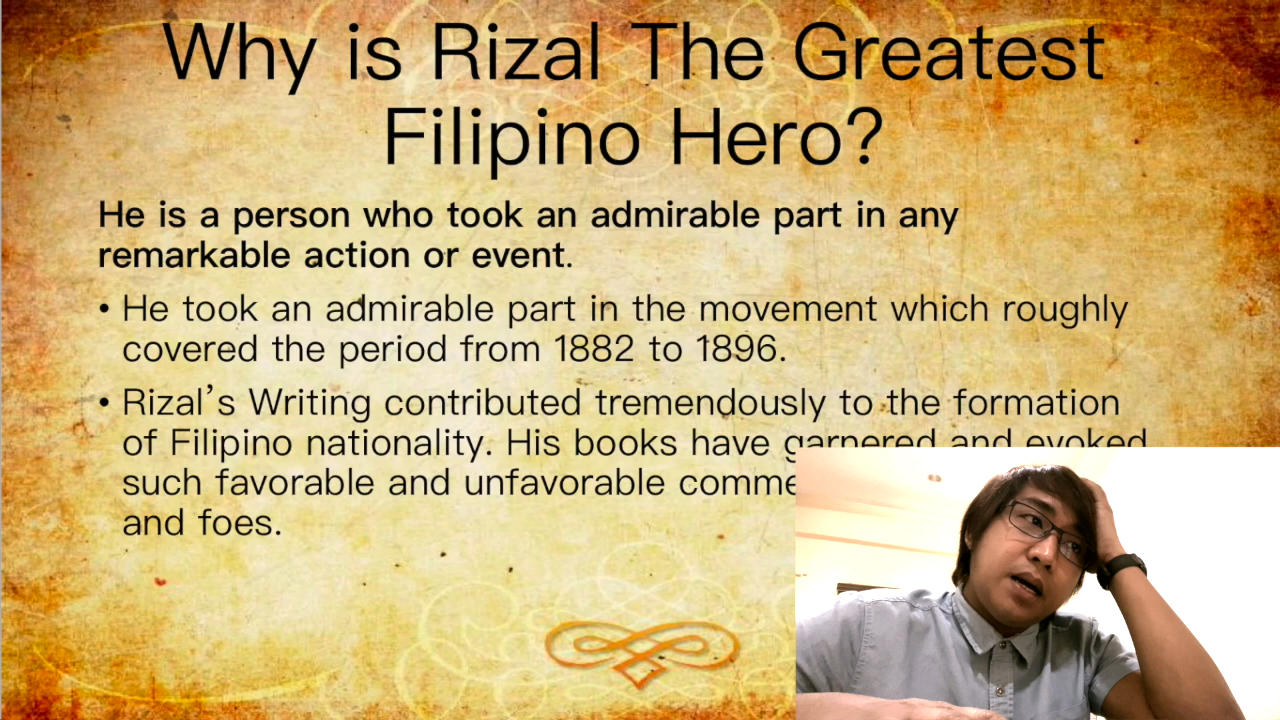 Why is Rizal The Greatest
Filipino Hero?
He is a person who took an admirable part in any
remarkable action or event.
• He took an admirable part in the movement which roughly
covered the period from 1882 to 1896.
• Rizal's Writing contributed tremendously to the formation
of Filipino nationality. His books have garnered and evoked
such favorable and unfavorable
and foes.